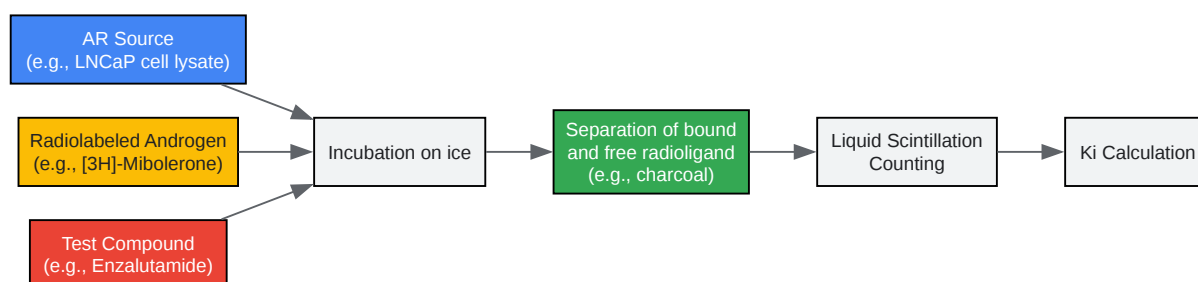 AR Source
(e.g., LNCaP cell lysate)
Radiolabeled Androgen
(e.g., [3H]-Mibolerone)
Test Compound
(e.g., Enzalutamide)
Incubation on ice
Separation of bound
and free radioligand
(e.g., charcoal)
Liquid Scintillation
Counting
Ki Calculation